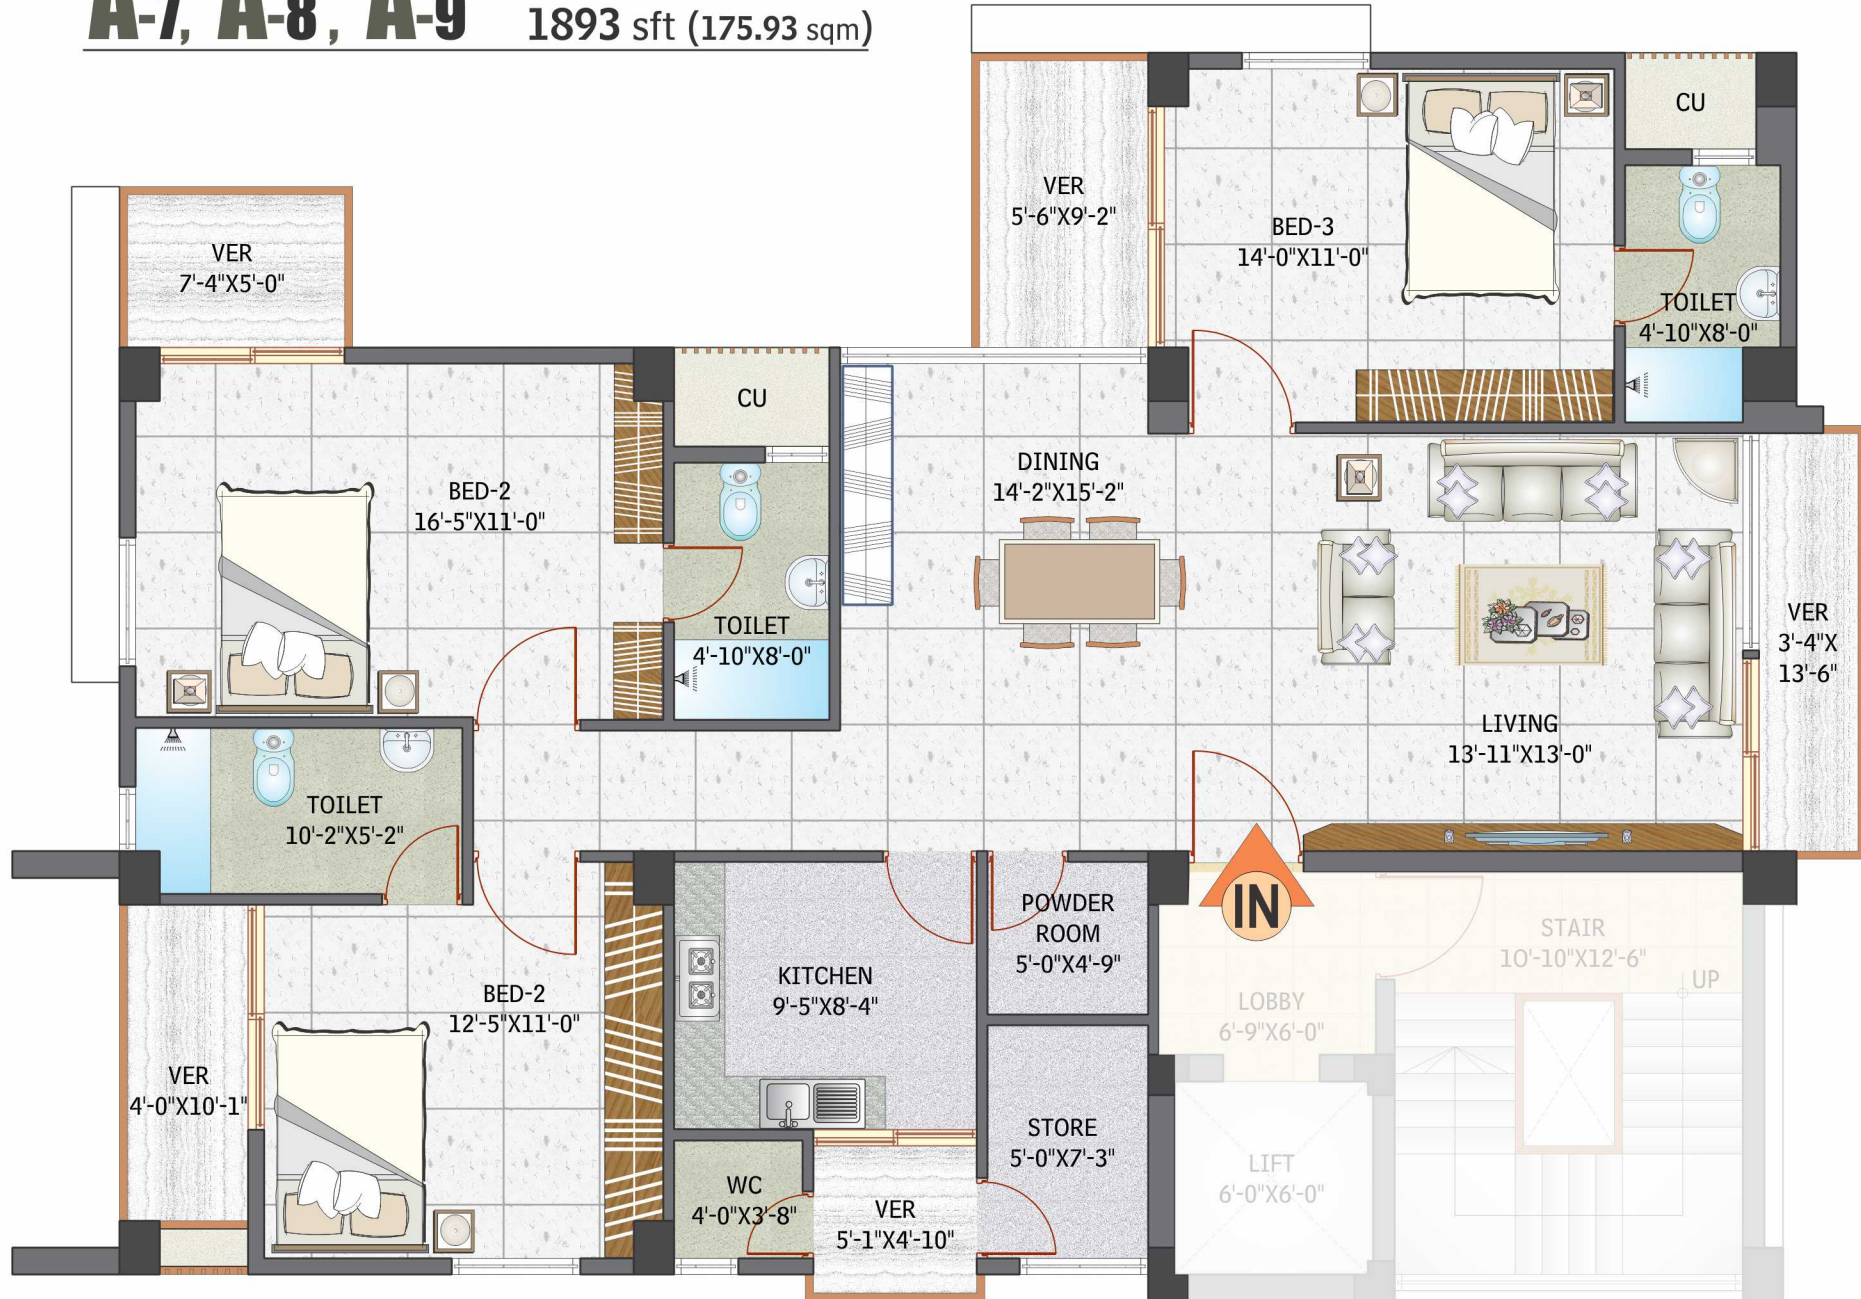 A-7, A-8, A-9 1893 sft (175.93 sqm)
CU
VER
5'-6"X9'-2"
BED-3
14'-0"X11'-0"
VER
7'-4"X5'-0"
TOILET
4'-10"X8'-0"
CU
DINING
14'-2"X15'-2"
BED-2
16'-5"X11'-0"
TOILET
4'-10"X8'-0"
VER
3'-4"X
13'-6"
LIVING
13'-11"X13'-0"
TOILET
10'-2"X5'-2"
IN
POWDER
ROOM
5'-0"X4'-9"
STAIR
10'-10"X12'-6"
UP
KITCHEN
9'-5"X8'-4"
BED-2
12'-5"X11'-0"
LOBBY
6'-9"X6'-0"
VER
4'-0"X10'-1"
STORE
5'-0"X7'-3"
LIFT
6'-0"X6'-0"
WC
4'-0"X3'-8"
VER
5'-1"X4'-10"